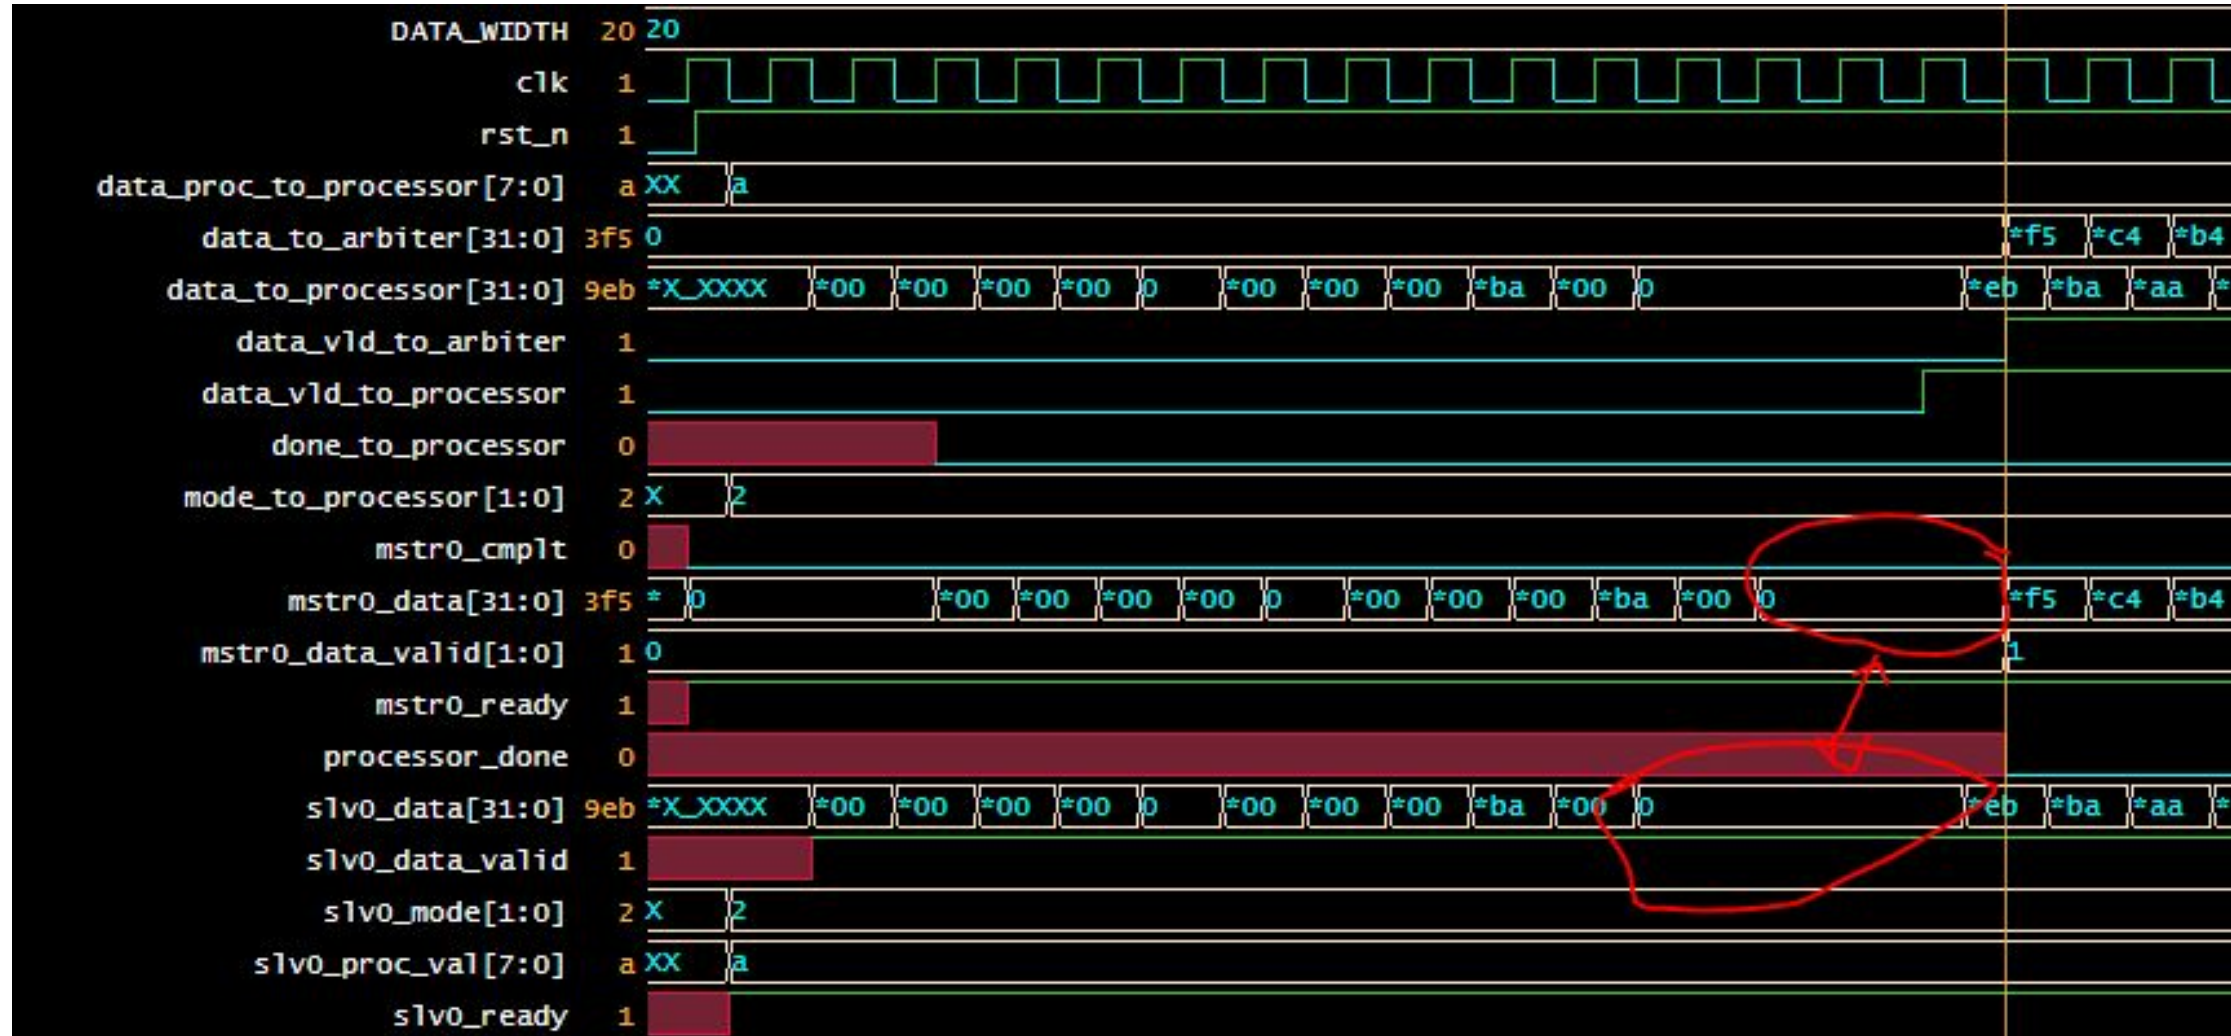 DATA_WIDTH 20 20
clk 1
rst_n 1
data_proc_to_processor[7:0] a XX a
data_to_arbiter[31:0] 3f5 0 *f5 *c4 *b4
data_to_processor[31:0] 9eb *X_XXXX *00 *00 *00 *00 0 *00 *00 *00 *ba *00 0 *eb *ba *aa *
data_vld_to_arbiter 1
data_vld_to_processor 1
done_to_processor 0
mode_to_processor[1:0] 2 X 2
mstr0_cmplt 0
mstr0_data[31:0] 3f5 * 0 *00 *00 *00 *00 0 *00 *00 *00 *ba *00 0 *f5 *c4 *b4
mstr0_data_valid[1:0] 1 0 1
mstr0_ready 1
processor_done 0
slv0_data[31:0] 9eb *X_XXXX *00 *00 *00 *00 0 *00 *00 *00 *ba *00 0 *eb *ba *aa *
slv0_data_valid 1
slv0_mode[1:0] 2 X 2
slv0_proc_val[7:0] a XX a
slv0_ready 1